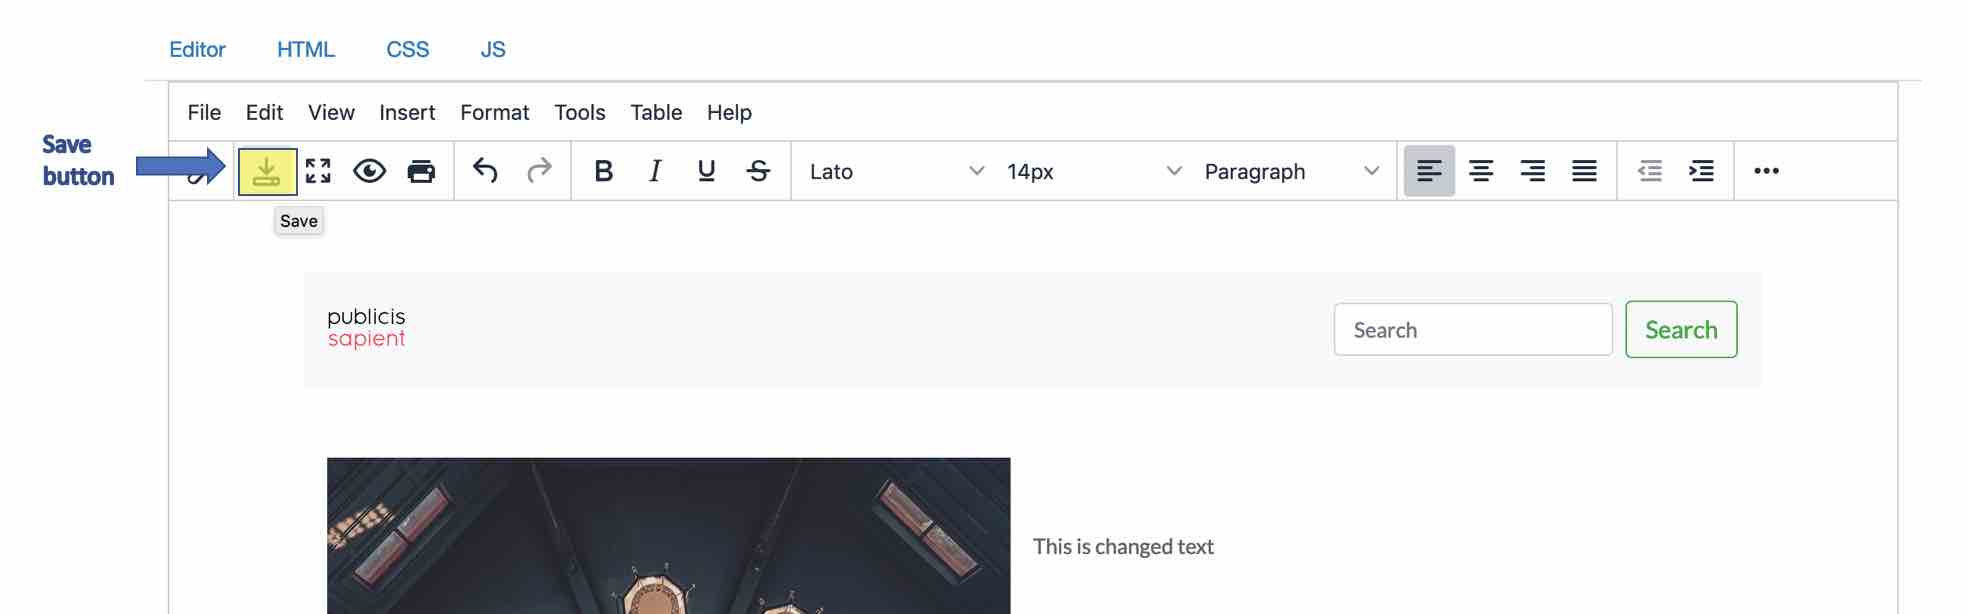 Editor HTML CSS JS
File Edit View Insert Format Tools Table Help
Save
button
B I U S Lato 14px Paragraph
Save
publicis
sapient
Search Search
This is changed text